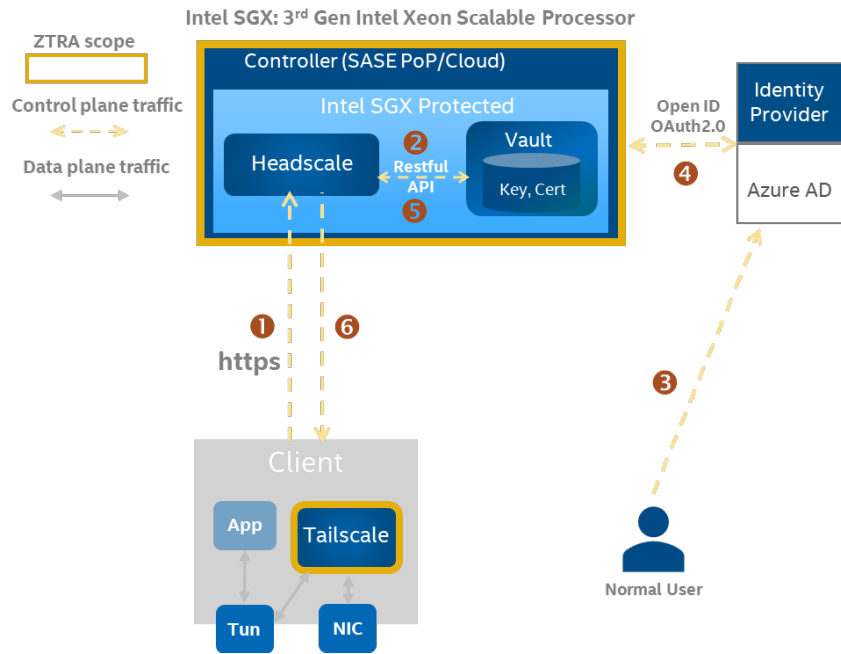 Intel SGX: 3rd Gen Intel Xeon Scalable Processor
ZTRA scope
Control plane traffic
Data plane traffic
Controller (SASE PoP/Cloud)
Intel SGX Protected
Headscale
2
Restful
API
5
Vault
Key, Cert
Open ID
OAuth2.0
4
Identity
Provider
Azure AD
1
6
https
3
Client
App
Tailscale
Tun
NIC
Normal User